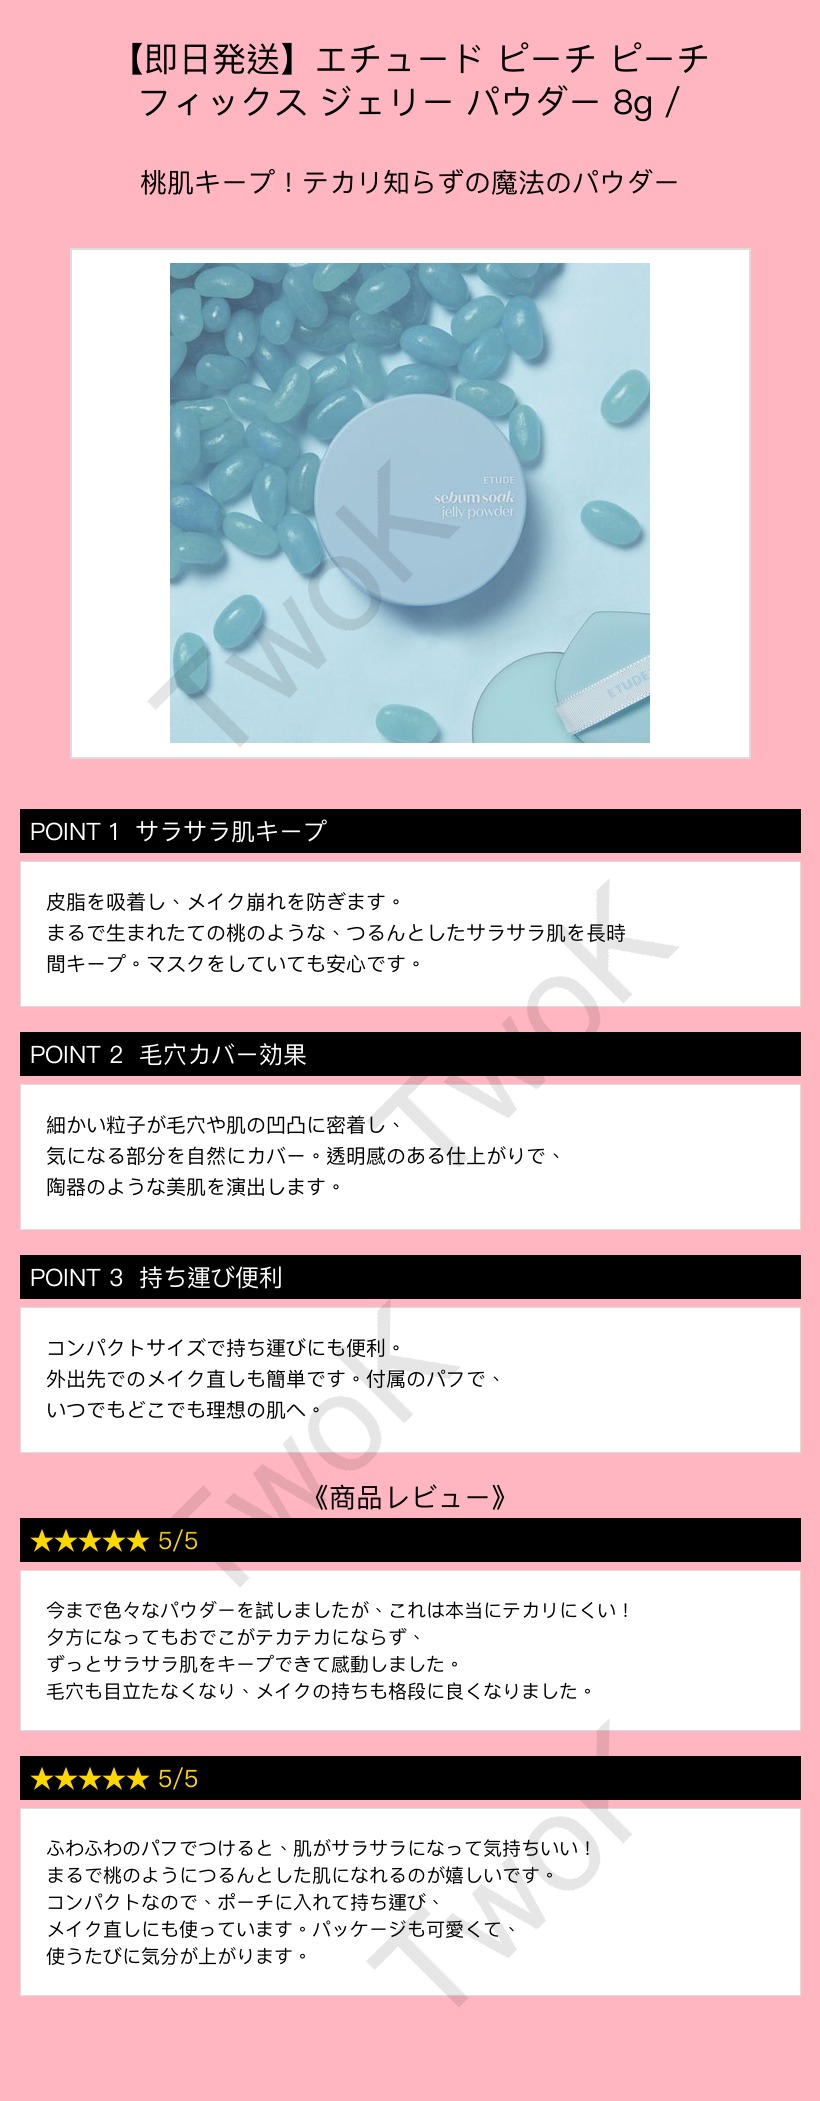 【即日発送】エチュード ピーチ ピーチ
フィックス ジェリー パウダー 8g /
桃肌キープ！テカリ知らずの魔法のパウダー
ETUDE
sebum soak
jelly powder
ETUDE
TwoK
POINT 1 サラサラ肌キープ
皮脂を吸着し、メイク崩れを防ぎます。
まるで生まれたての桃のような、つるんとしたサラサラ肌を長時
間キープ。マスクをしていても安心です。
TwoK
POINT 2 毛穴カバー効果
細かい粒子が毛穴や肌の凹凸に密着し、
気になる部分を自然にカバー。透明感のある仕上がりで、
陶器のような美肌を演出します。
POINT 3 持ち運び便利
コンパクトサイズで持ち運びにも便利。
外出先でのメイク直しも簡単です。付属のパフで、
いつでもどこでも理想の肌へ。
TwoK
《商品レビュー》
★★★★★ 5/5
今まで色々なパウダーを試しましたが、これは本当にテカリにくい！
夕方になってもおでこがテカテカにならず、
ずっとサラサラ肌をキープできて感動しました。
毛穴も目立たなくなり、メイクの持ちも格段に良くなりました。
★★★★★ 5/5
ふわふわのパフでつけると、肌がサラサラになって気持ちいい！
まるで桃のようにつるんとした肌になれるのが嬉しいです。
コンパクトなので、ポーチに入れて持ち運び、
メイク直しにも使っています。パッケージも可愛くて、
使うたびに気分が上がります。
TwoK